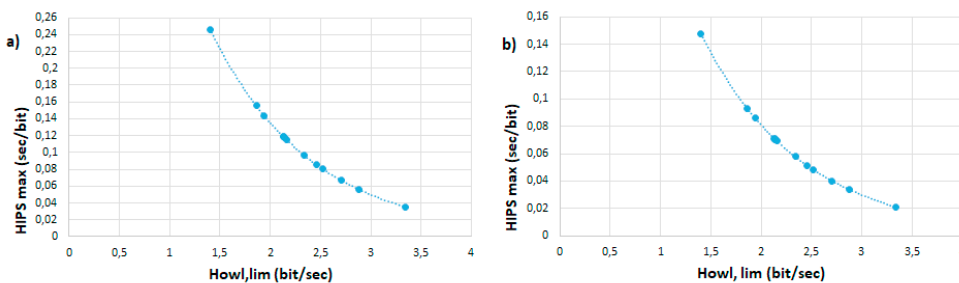 a)
HIPS max (sec/bit)
0,26
0,24
0,22
0,2
0,18
0,16
0,14
0,12
0,1
0,08
0,06
0,04
0,02
0
0 0,5 1 1,5 2 2,5 3 3,5 4
Howl,lim (bit/sec)
b)
HIPS max (sec/bit)
0,16
0,14
0,12
0,1
0,08
0,06
0,04
0,02
0
0 0,5 1 1,5 2 2,5 3 3,5
Howl, lim (bit/sec)